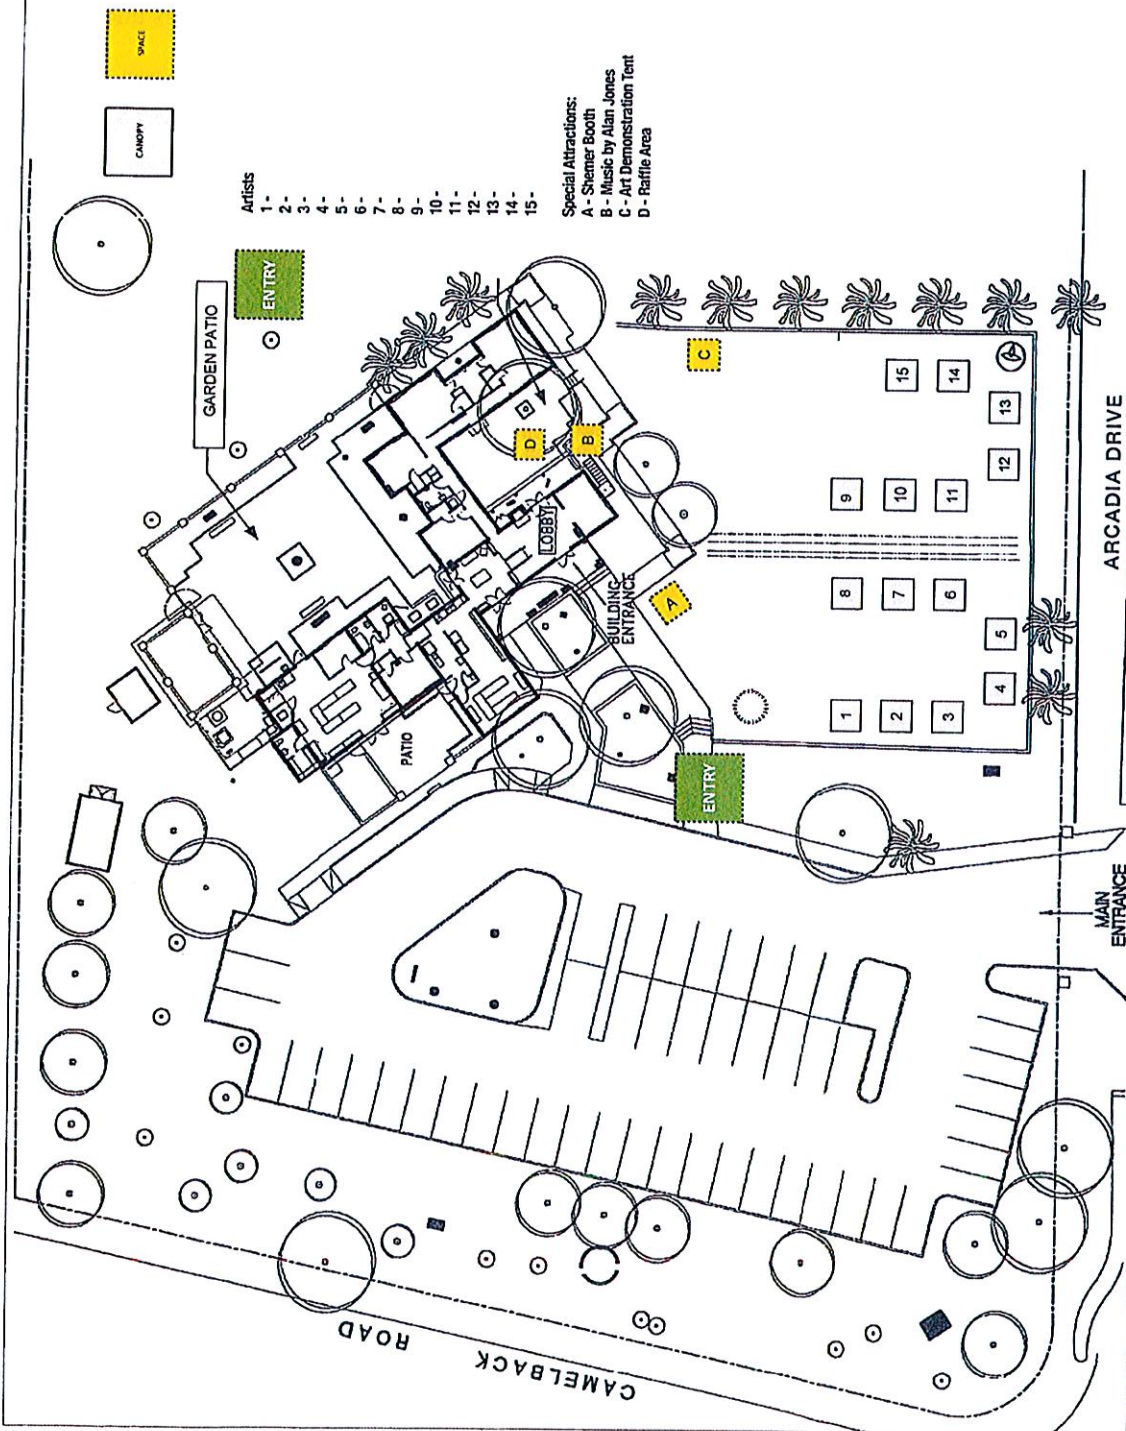 SPACE
CANOPY
Artists
1 -
2 -
3 -
4 -
5 -
6 -
7 -
8 -
9 -
10 -
11 -
12 -
13 -
14 -
15 -
Special Attractions:
A - Shemer Booth
B - Music by Alan Jones
C - Art Demonstration Tent
D - Raffle Area
ENTRY
GARDEN PATIO
C
15
14
13
12
D
B
9
10
11
LOBBY
BUILDING
ENTRANCE
A
8
7
6
5
4
1
2
3
PATIO
ENTRY
ARCADIA DRIVE
MAIN
ENTRANCE
CAMELBACK ROAD